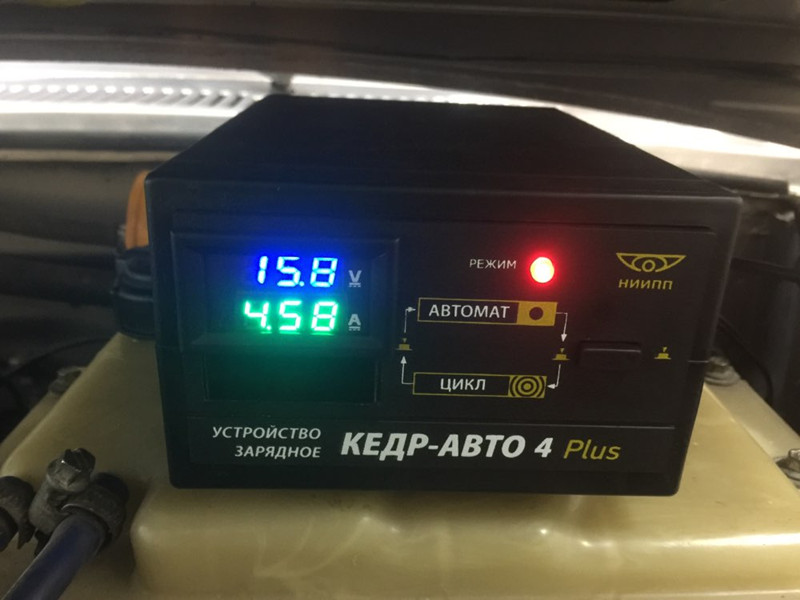 15.8 V
4.58 A
РЕЖИМ
НИИПП
АВТОМАТ
ЦИКЛ
УСТРОЙСТВО
ЗАРЯДНОЕ
КЕДР-АВТО 4 Plus